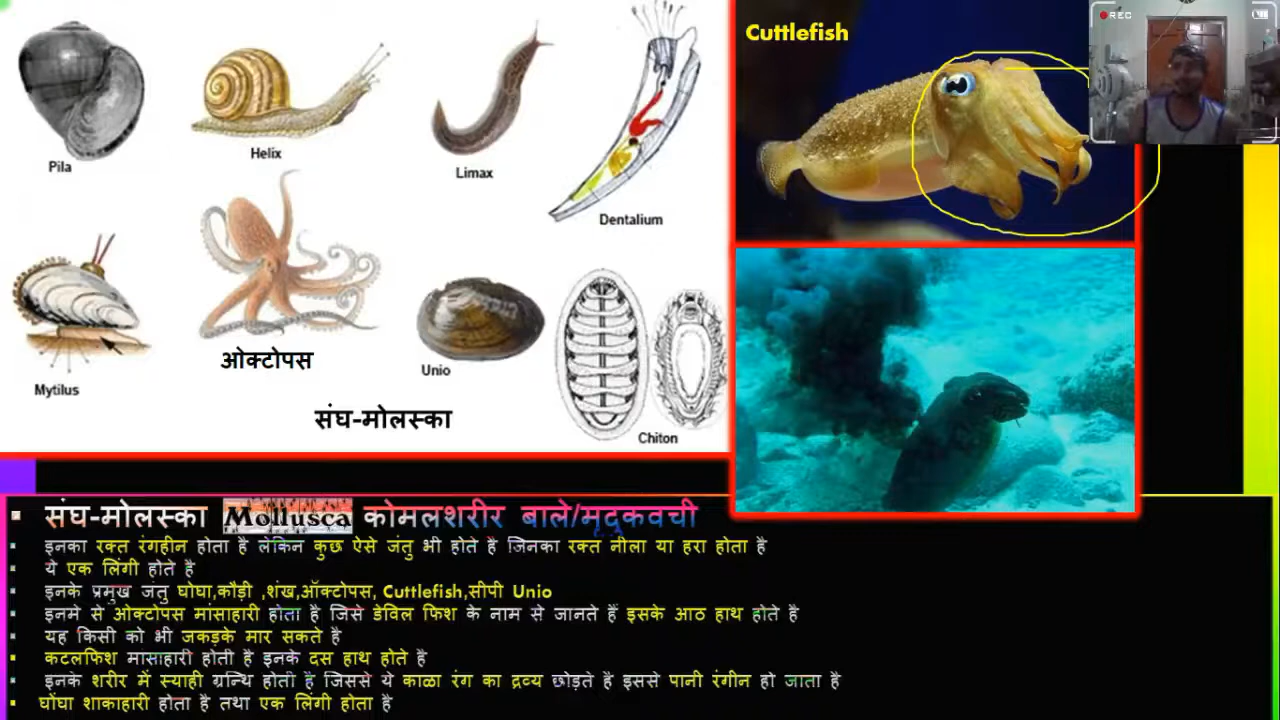 Cuttlefish
REC
Pila
Helix
Limax
Dentalium
Mytilus
ओक्टोपस
Unio
Chiton
संघ-मोलस्का
संघ-मोलस्का Mollusca कोमलशरीर बाले/मृदुकवची
इनका रक्त रंगहीन होता है लेकिन कुछ ऐसे जंतु भी होते है जिनका रक्त नीला या हरा होता है
ये एक लिंगी होते है
इनके प्रमुख जंतु घोघा,कौड़ी ,शंख,ऑक्टोपस, Cuttlefish,सीपी Unio
इनमे से ओक्टोपस मांसाहारी होता है जिसे डेविल फिश के नाम से जानते हैं इसके आठ हाथ होते है
यह किसी को भी जकड़के मार सकते है
कटलफिश मांसाहारी होती है इनके दस हाथ होते है
इनके शरीर में स्याही ग्रन्थि होती है जिससे ये काळा रंग का द्रव्य छोड़ते हैं इससे पानी रंगीन हो जाता है
घोंघा शाकाहारी होता है तथा एक लिंगी होता है